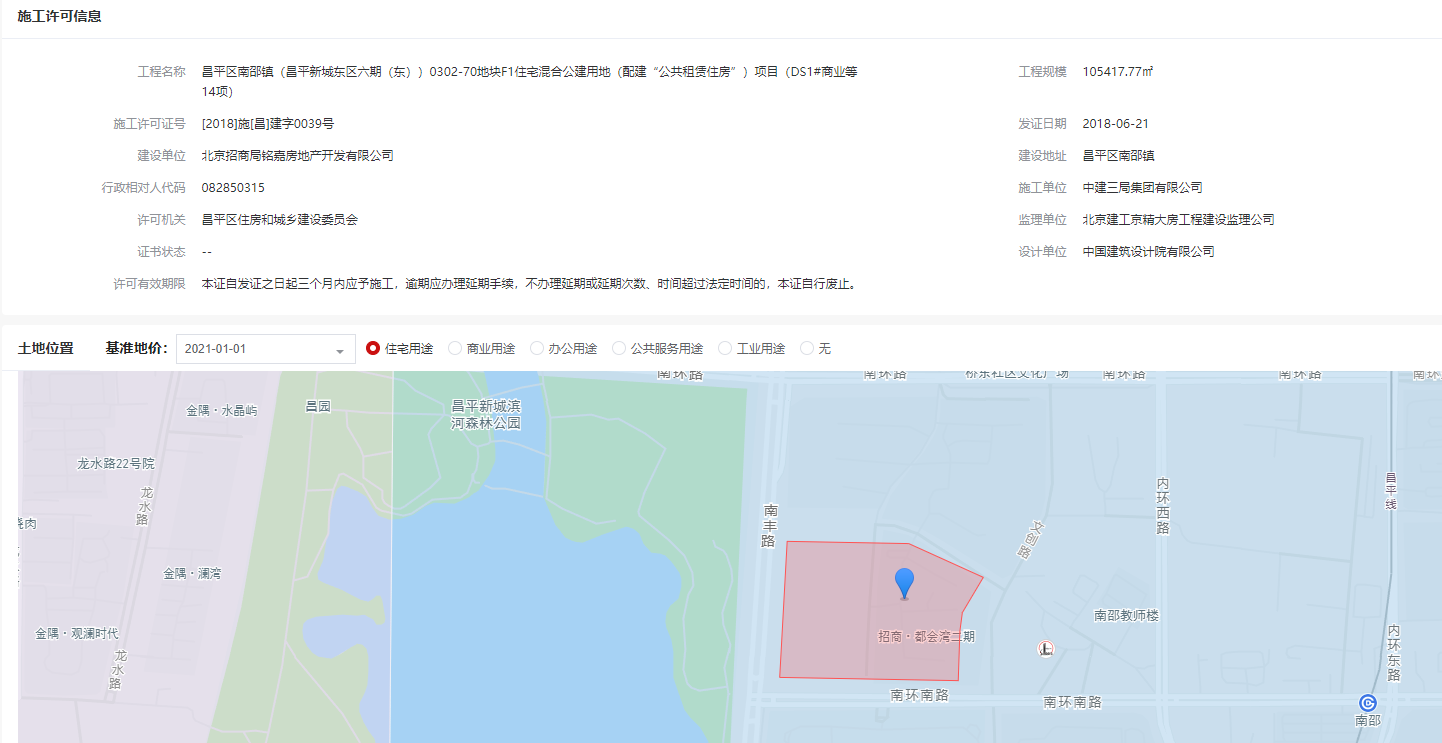 施工许可信息
工程名称 昌平区南邵镇（昌平新城东区六期（东））0302-70地块F1住宅混合公建用地（配建“公共租赁住房”）项目（DS1#商业等
14项）
工程规模 105417.77㎡
施工许可证号 [2018]施[昌]建字0039号
发证日期 2018-06-21
建设单位 北京招商局铭嘉房地产开发有限公司
建设地址 昌平区南邵镇
行政相对人代码 082850315
施工单位 中建三局集团有限公司
许可机关 昌平区住房和城乡建设委员会
监理单位 北京建工京精大房工程建设监理公司
证书状态 --
设计单位 中国建筑设计院有限公司
许可有效期限 本证自发证之日起三个月内应予施工，逾期应办理延期手续，不办理延期或延期次数、时间超过法定时间的，本证自行废止。
土地位置 基准地价： 2021-01-01 住宅用途 商业用途 办公用途 公共服务用途 工业用途 无
南环路 南环路 桥东社区文化广场 南环路 南环路 南环
金隅·水晶屿
昌园
昌平新城滨
河森林公园
龙水路22号院
龙水路
昌平线
内环西路
南丰路
文创路
金隅·澜湾
南邵教师楼
金隅·观澜时代
招商·都会湾二期
内环东路
龙水路
南环南路
南环南路
南邵